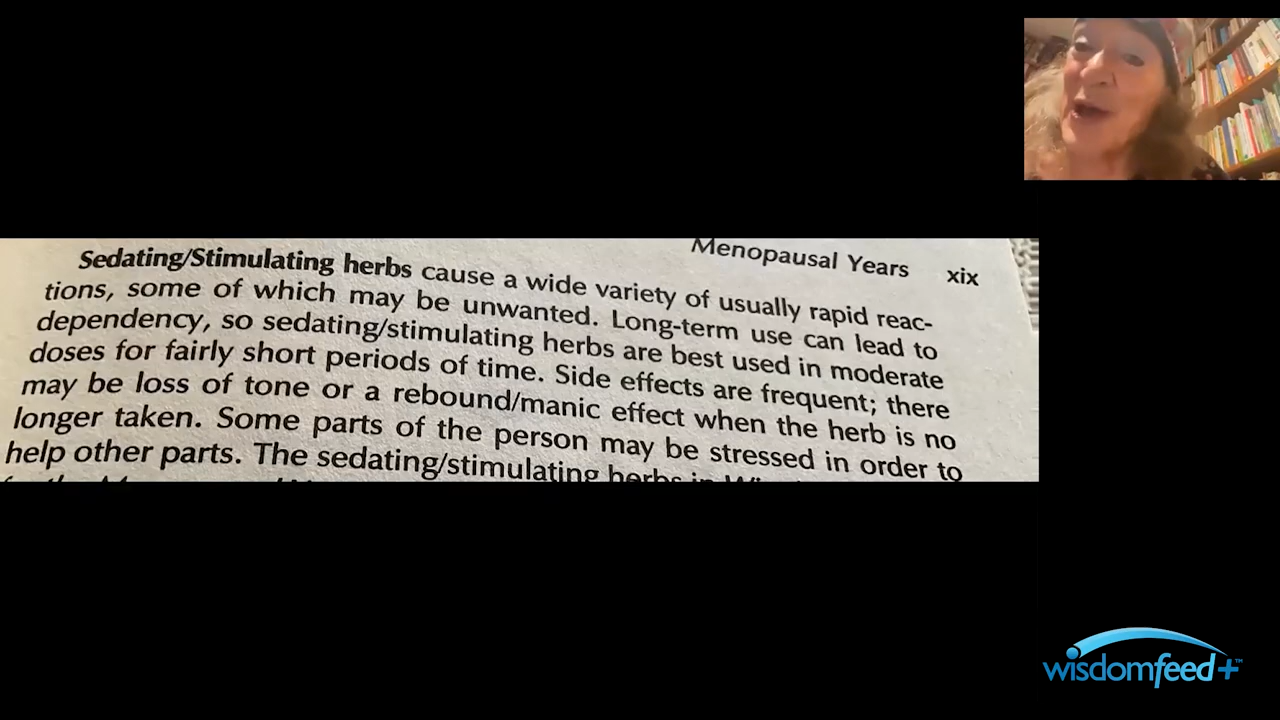 Menopausal Years xix
Sedating/Stimulating herbs cause a wide variety of usually rapid reac-
tions, some of which may be unwanted. Long-term use can lead to
dependency, so sedating/stimulating herbs are best used in moderate
doses for fairly short periods of time. Side effects are frequent; there
may be loss of tone or a rebound/manic effect when the herb is no
longer taken. Some parts of the person may be stressed in order to
help other parts. The sedating/stimulating herbs in
wisdomfeed+™